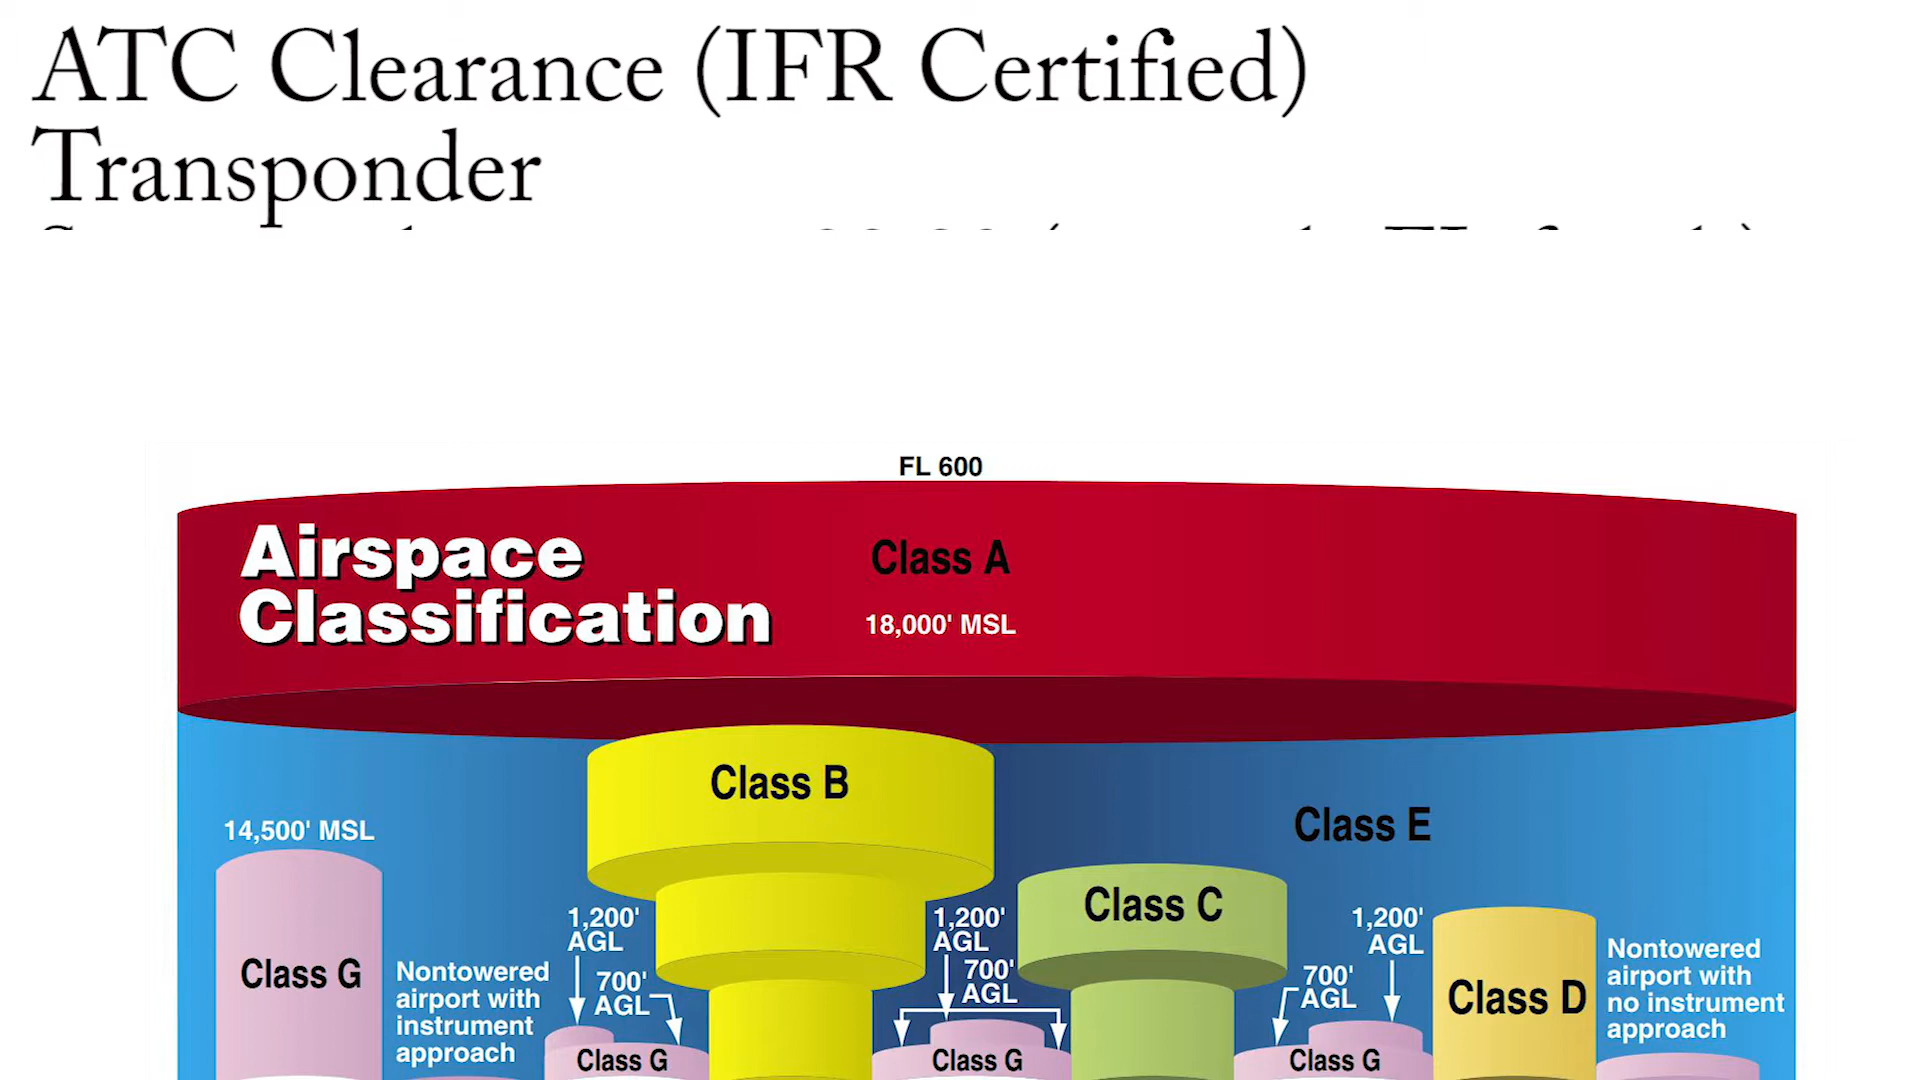 ATC Clearance (IFR Certified)
Transponder
FL 600
Airspace
Classification
Class A
18,000' MSL
Class B
Class E
14,500' MSL
Class C
1,200'
AGL
1,200'
AGL
1,200'
AGL
Class G
Nontowered
airport with
instrument
approach
700'
AGL
700'
AGL
700'
AGL
Class D
Nontowered
airport with
no instrument
approach
Class G
Class G
Class G